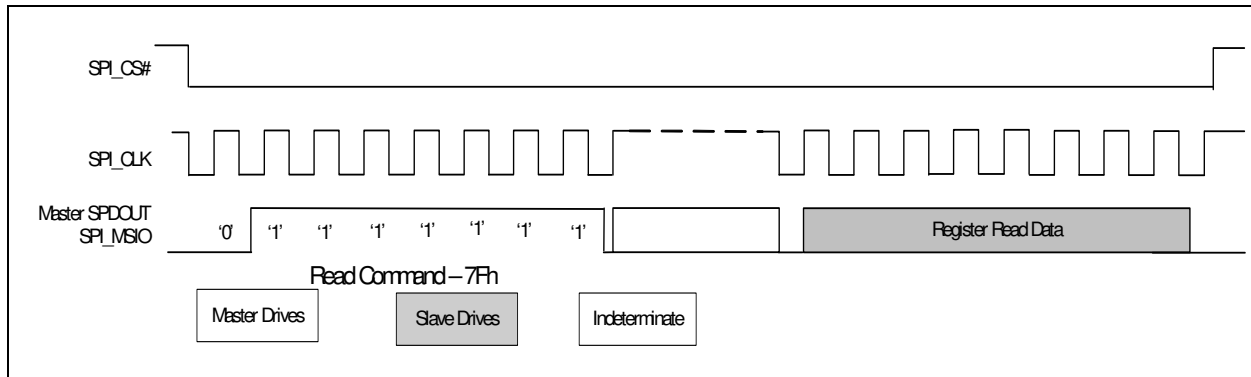 SPI_CS#
SPI_CLK
Master SPDOUT
SPI_MSIO
‘0’ ‘1’ ‘1’ ‘1’ ‘1’ ‘1’ ‘1’ ‘1’
Register Read Data
Read Command – 7Fh
Master Drives
Slave Drives
Indeterminate